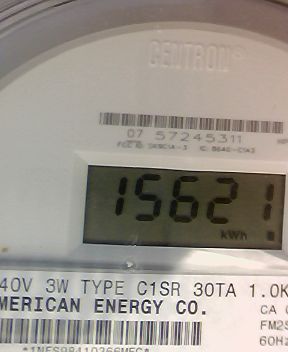 CENTRON®
07 57245311
15621
kWh
40V 3W TYPE C1SR 30TA 1.0K
MERICAN ENERGY CO.
CA
FM2S
60Hz